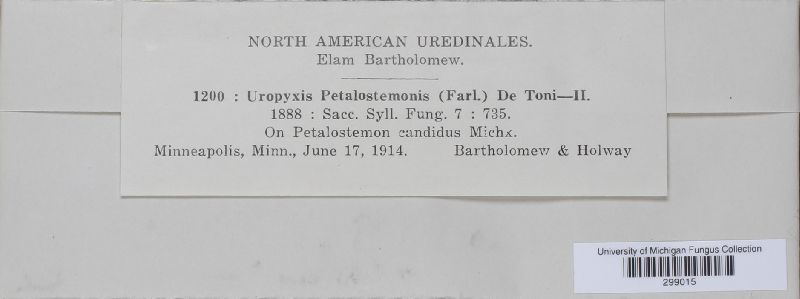 NORTH AMERICAN UREDINALES.
Elam Bartholomew.
1200 : Uropyxis Petalostemonis (Farl.) De Toni—II.
1888 : Sacc. Syll. Fung. 7 : 735.
On Petalostemon candidus Michx.
Minneapolis, Minn., June 17, 1914. Bartholomew & Holway
University of Michigan Fungus Collection
299015